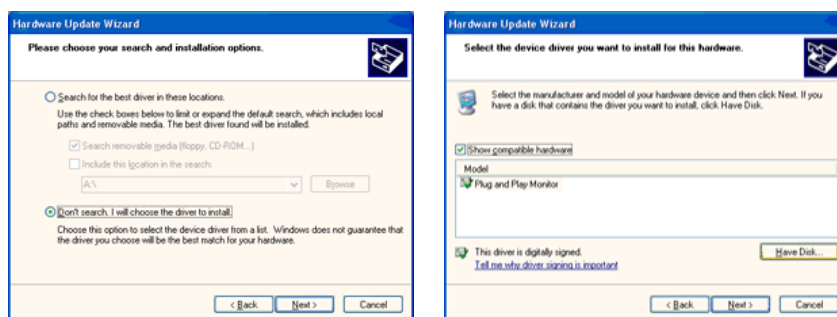 Hardware Update Wizard
Please choose your search and installation options.
Search for the best driver in these locations.
Use the check boxes below to limit or expand the default search, which includes local
paths and removable media. The best driver found will be installed.
Search removable media (floppy, CD-ROM...)
Include this location in the search:
A:\
Browse
Don't search. I will choose the driver to install.
Choose this option to select the device driver from a list. Windows does not guarantee that
the driver you choose will be the best match for your hardware.
< Back
Next >
Cancel
Hardware Update Wizard
Select the device driver you want to install for this hardware.
Select the manufacturer and model of your hardware device and then click Next. If you
have a disk that contains the driver you want to install, click Have Disk.
Show compatible hardware
Model
Plug and Play Monitor
This driver is digitally signed.
Tell me why driver signing is important
Have Disk...
< Back
Next >
Cancel